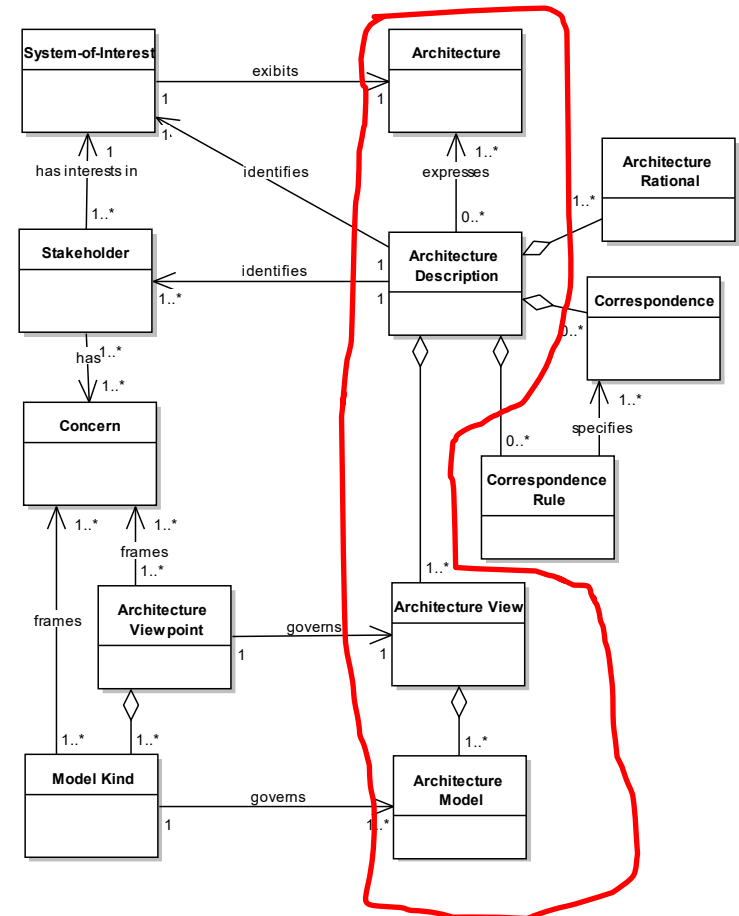 System-of-Interest
Architecture
exibits
1
1
1
1
has interests in
identifies
1..*
expresses
Architecture
Rational
1..*
1..*
0..*
Stakeholder
Architecture
Description
1
identifies
1..*
1
Correspondence
0..*
has
1..*
1..*
1..*
specifies
Concern
0..*
Correspondence
Rule
1..*
1..*
frames
1..*
1..*
Architecture
Viewpoint
Architecture View
frames
governs
1
1
1..*
1..*
1..*
Model Kind
Architecture
Model
governs
1
1..*